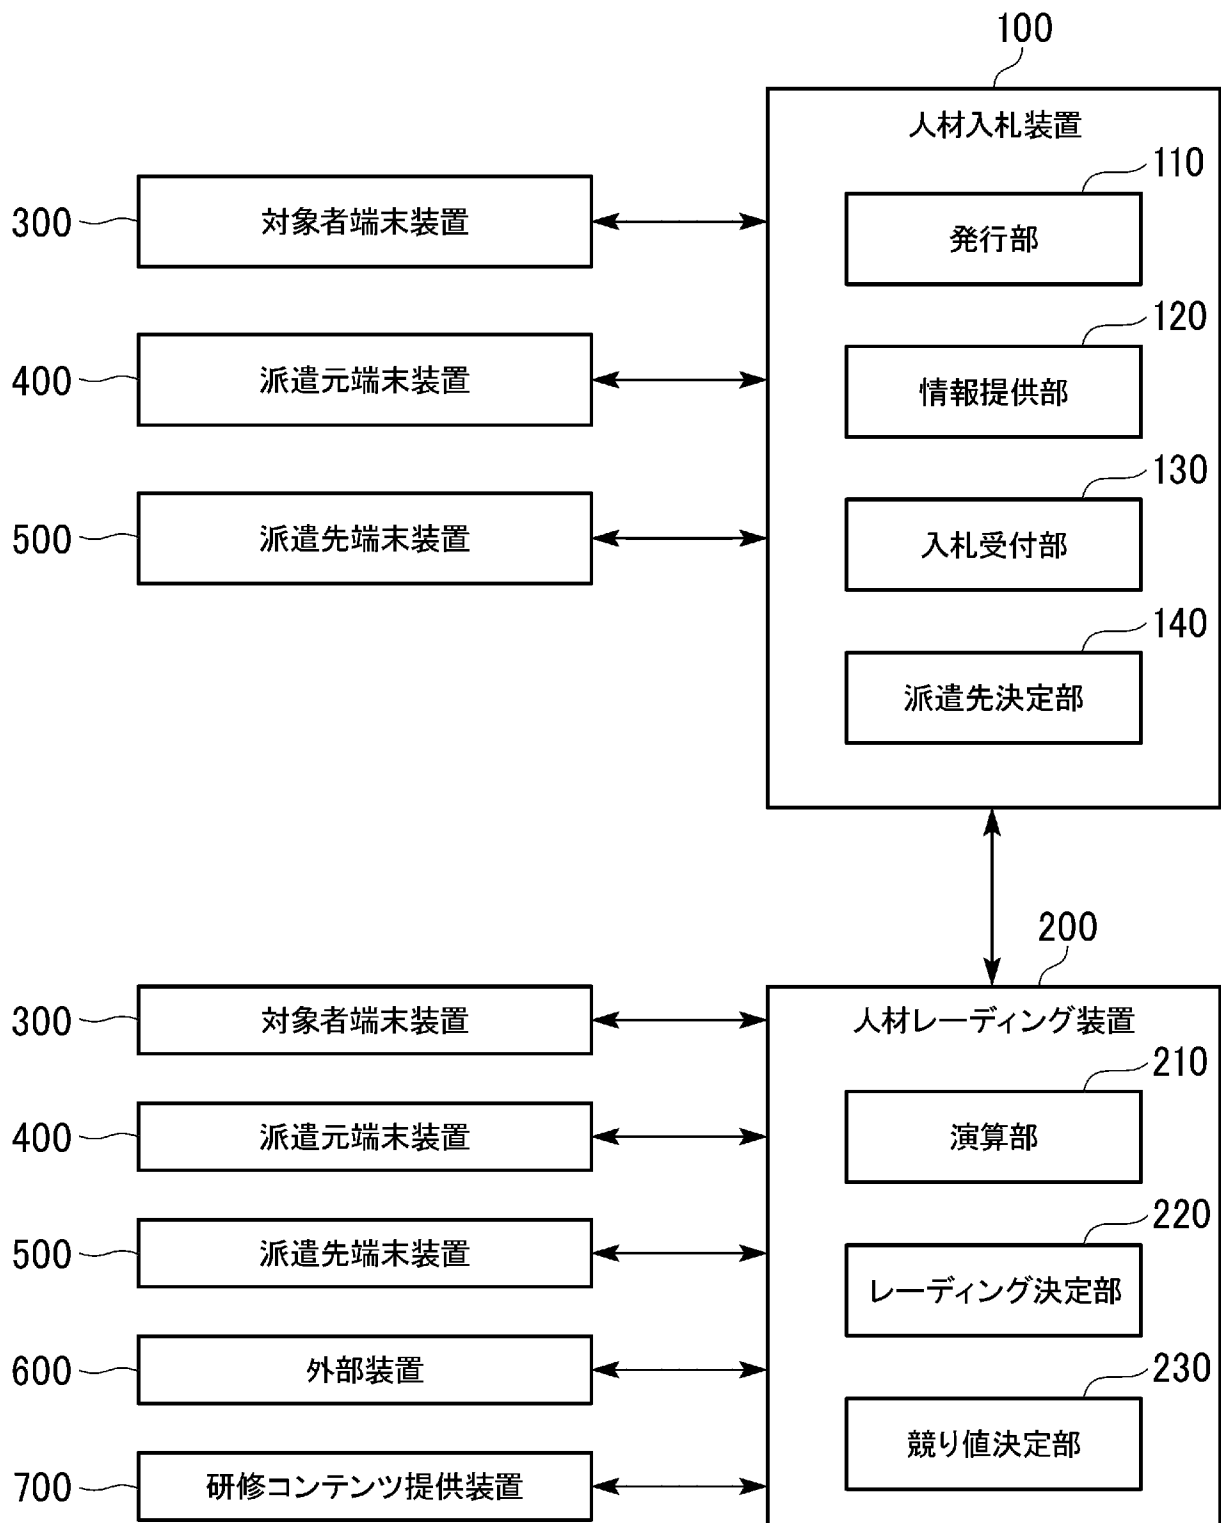 100
人材入札装置
110
発行部
300
対象者端末装置
120
情報提供部
400
派遣元端末装置
130
入札受付部
500
派遣先端末装置
140
派遣先決定部
200
人材レーディング装置
300
対象者端末装置
210
演算部
400
派遣元端末装置
220
レーディング決定部
500
派遣先端末装置
230
競り値決定部
600
外部装置
700
研修コンテンツ提供装置